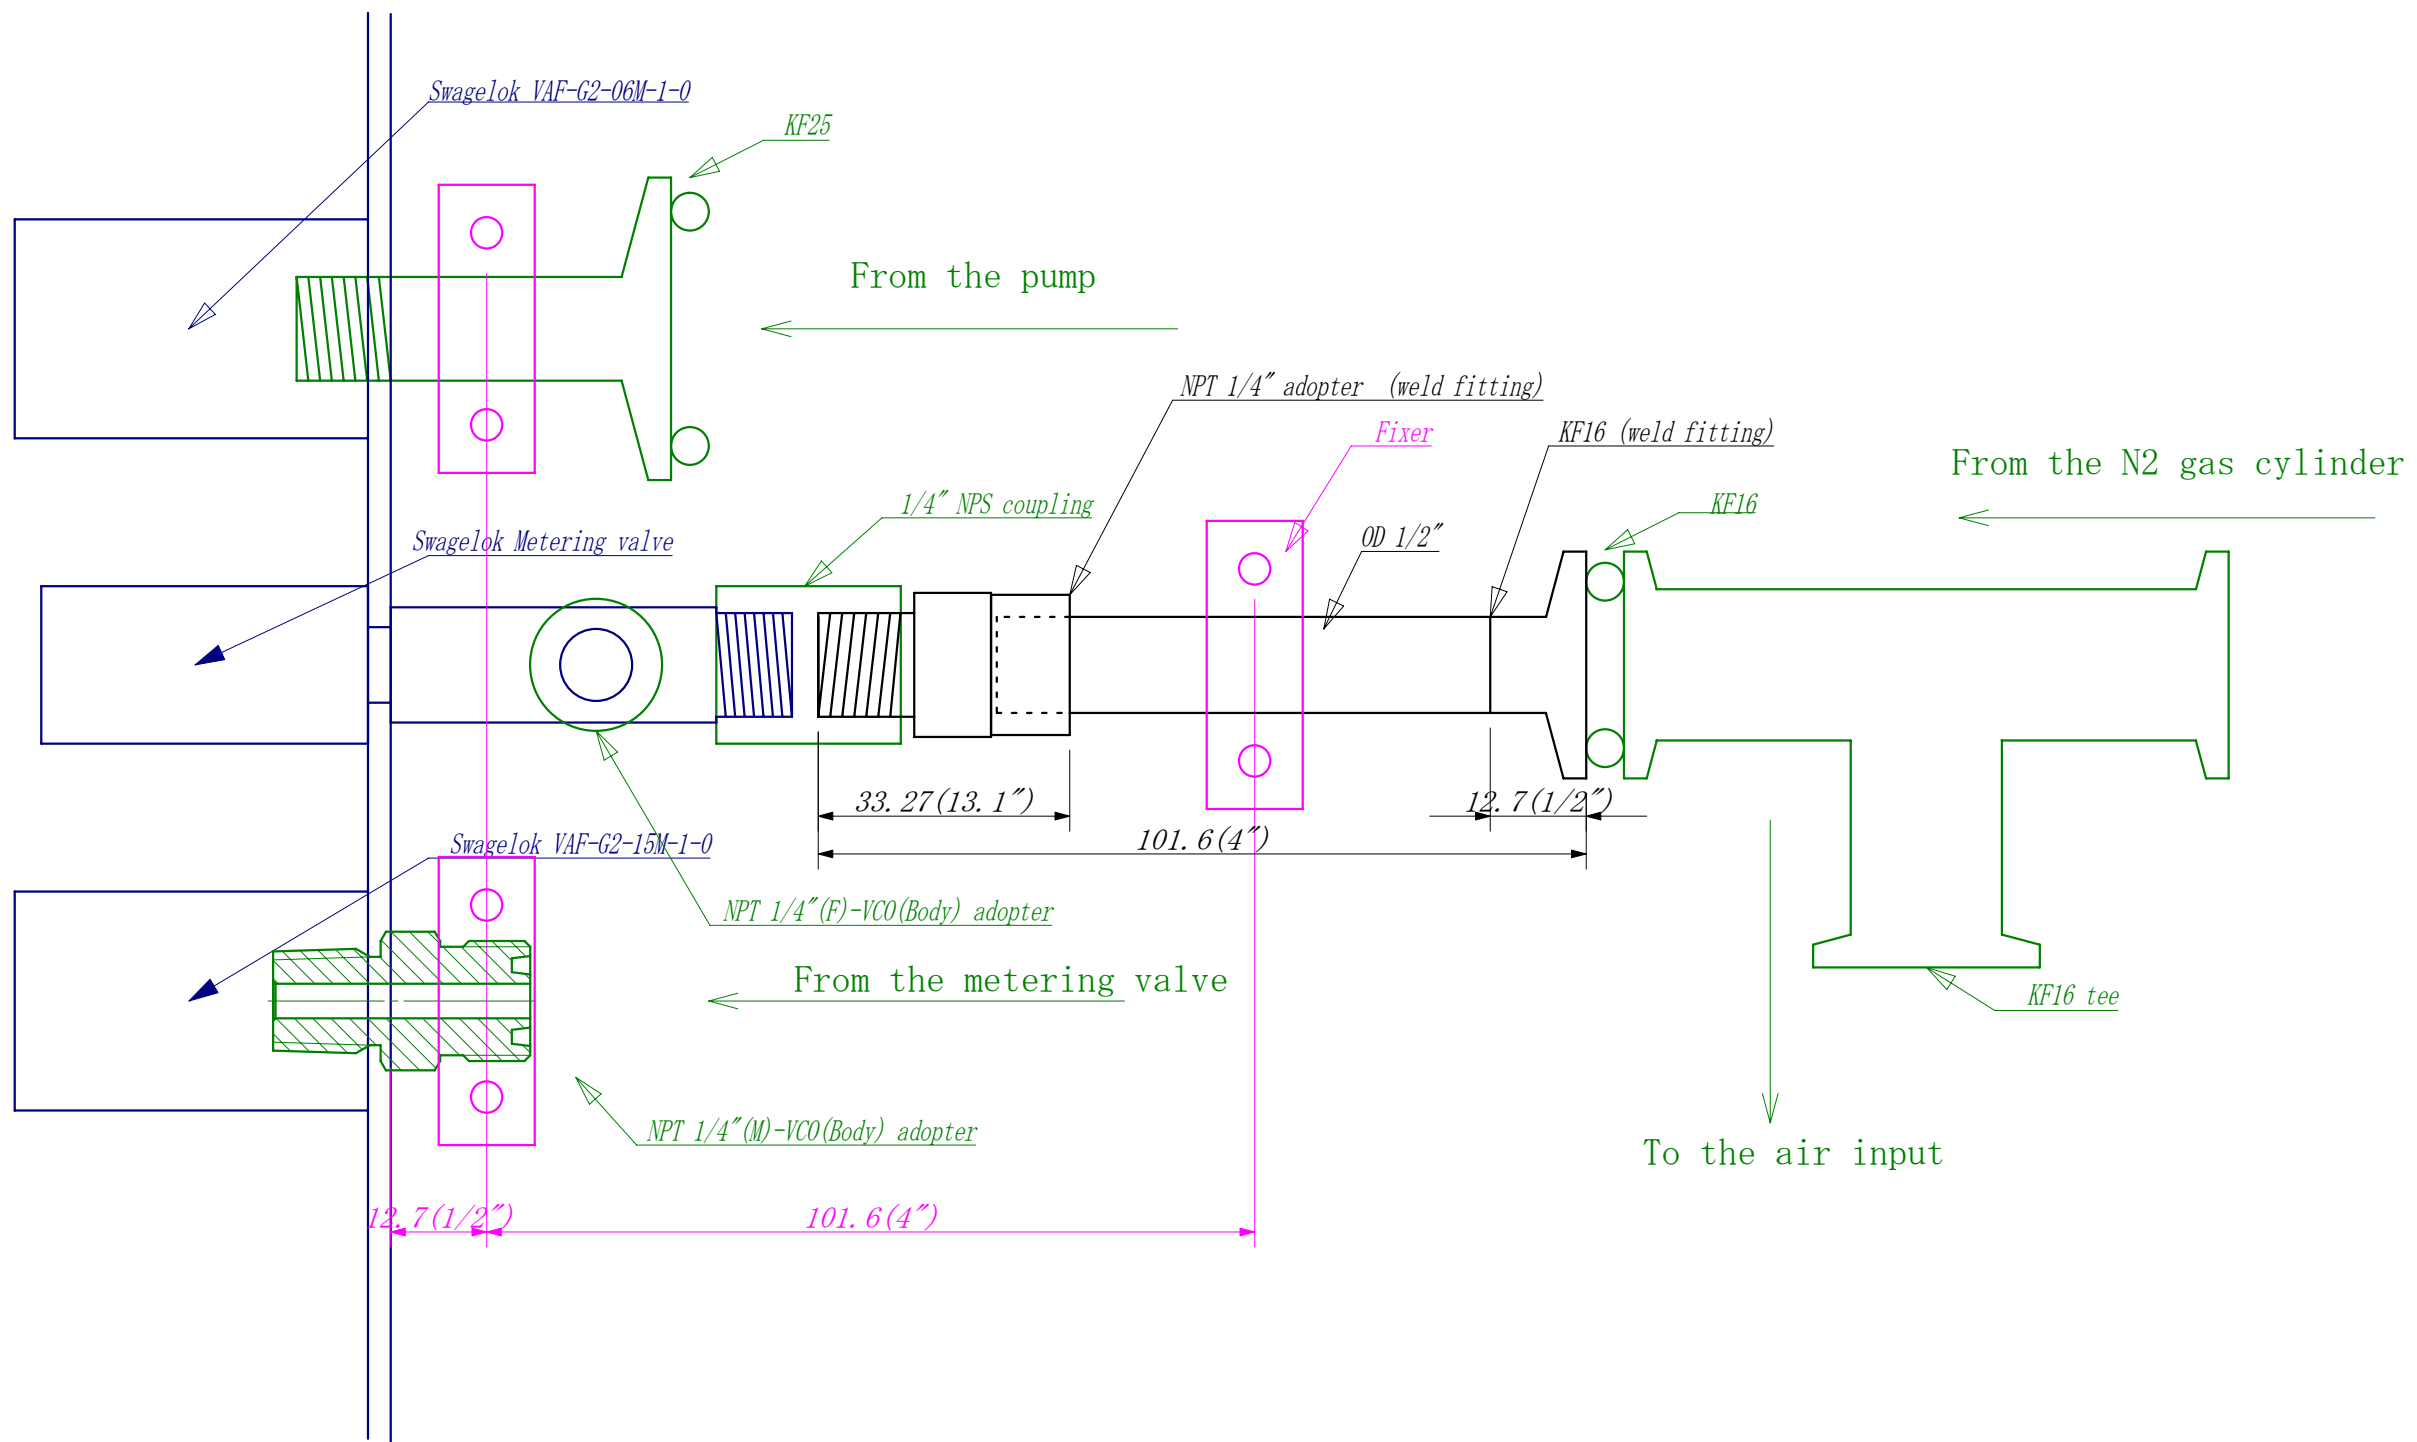 Swagelok VAF-G2-06M-1-0
KF25
From the pump
NPT 1/4" adopter (weld fitting)
Fixer
KF16 (weld fitting)
From the N2 gas cylinder
1/4" NPS coupling
KF16
Swagelok Metering valve
OD 1/2"
33.27(13.1")
12.7(1/2")
101.6(4")
Swagelok VAF-G2-15M-1-0
NPT 1/4"(F)-VCO(Body) adopter
From the metering valve
KF16 tee
NPT 1/4"(M)-VCO(Body) adopter
To the air input
12.7(1/2")
101.6(4")